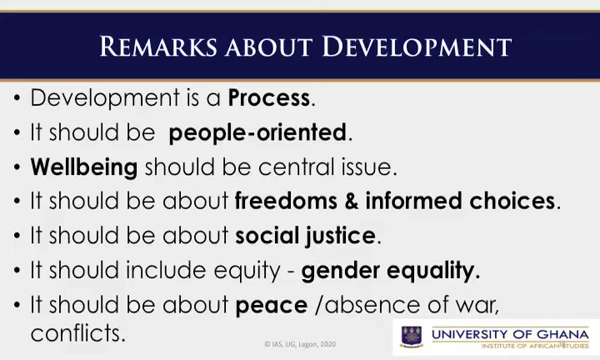 REMARKS ABOUT DEVELOPMENT
• Development is a Process.
• It should be people-oriented.
• Wellbeing should be central issue.
• It should be about freedoms & informed choices.
• It should be about social justice.
• It should include equity - gender equality.
• It should be about peace /absence of war,
conflicts.
© IAS, UG, Legon, 2020
UNIVERSITY OF GHANA
INSTITUTE OF AFRICAN STUDIES